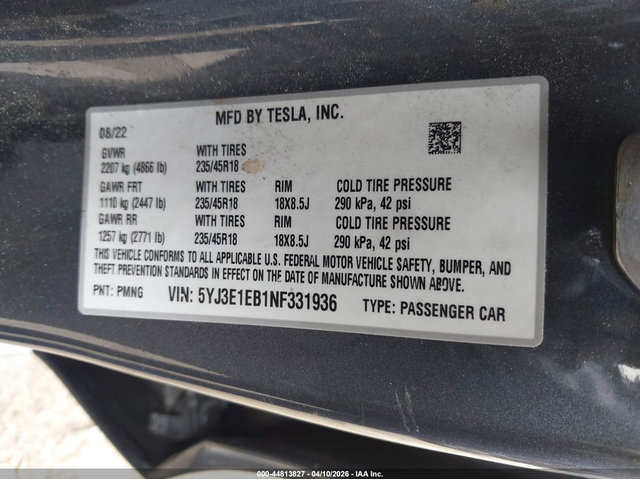 MFD BY TESLA, INC.
08/22
GVWR WITH TIRES
2207 kg (4866 lb) 235/45R18
GAWR FRT WITH TIRES RIM COLD TIRE PRESSURE
1110 kg (2447 lb) 235/45R18 18X8.5J 290 kPa, 42 psi
GAWR RR WITH TIRES RIM COLD TIRE PRESSURE
1257 kg (2771 lb) 235/45R18 18X8.5J 290 kPa, 42 psi
THIS VEHICLE CONFORMS TO ALL APPLICABLE U.S. FEDERAL MOTOR VEHICLE SAFETY, BUMPER, AND
THEFT PREVENTION STANDARDS IN EFFECT ON THE DATE OF MANUFACTURE SHOWN ABOVE.
PNT: PMNG VIN: 5YJ3E1EB1NF331936 TYPE: PASSENGER CAR
000-44813827 - 04/10/2026 - IAA Inc.